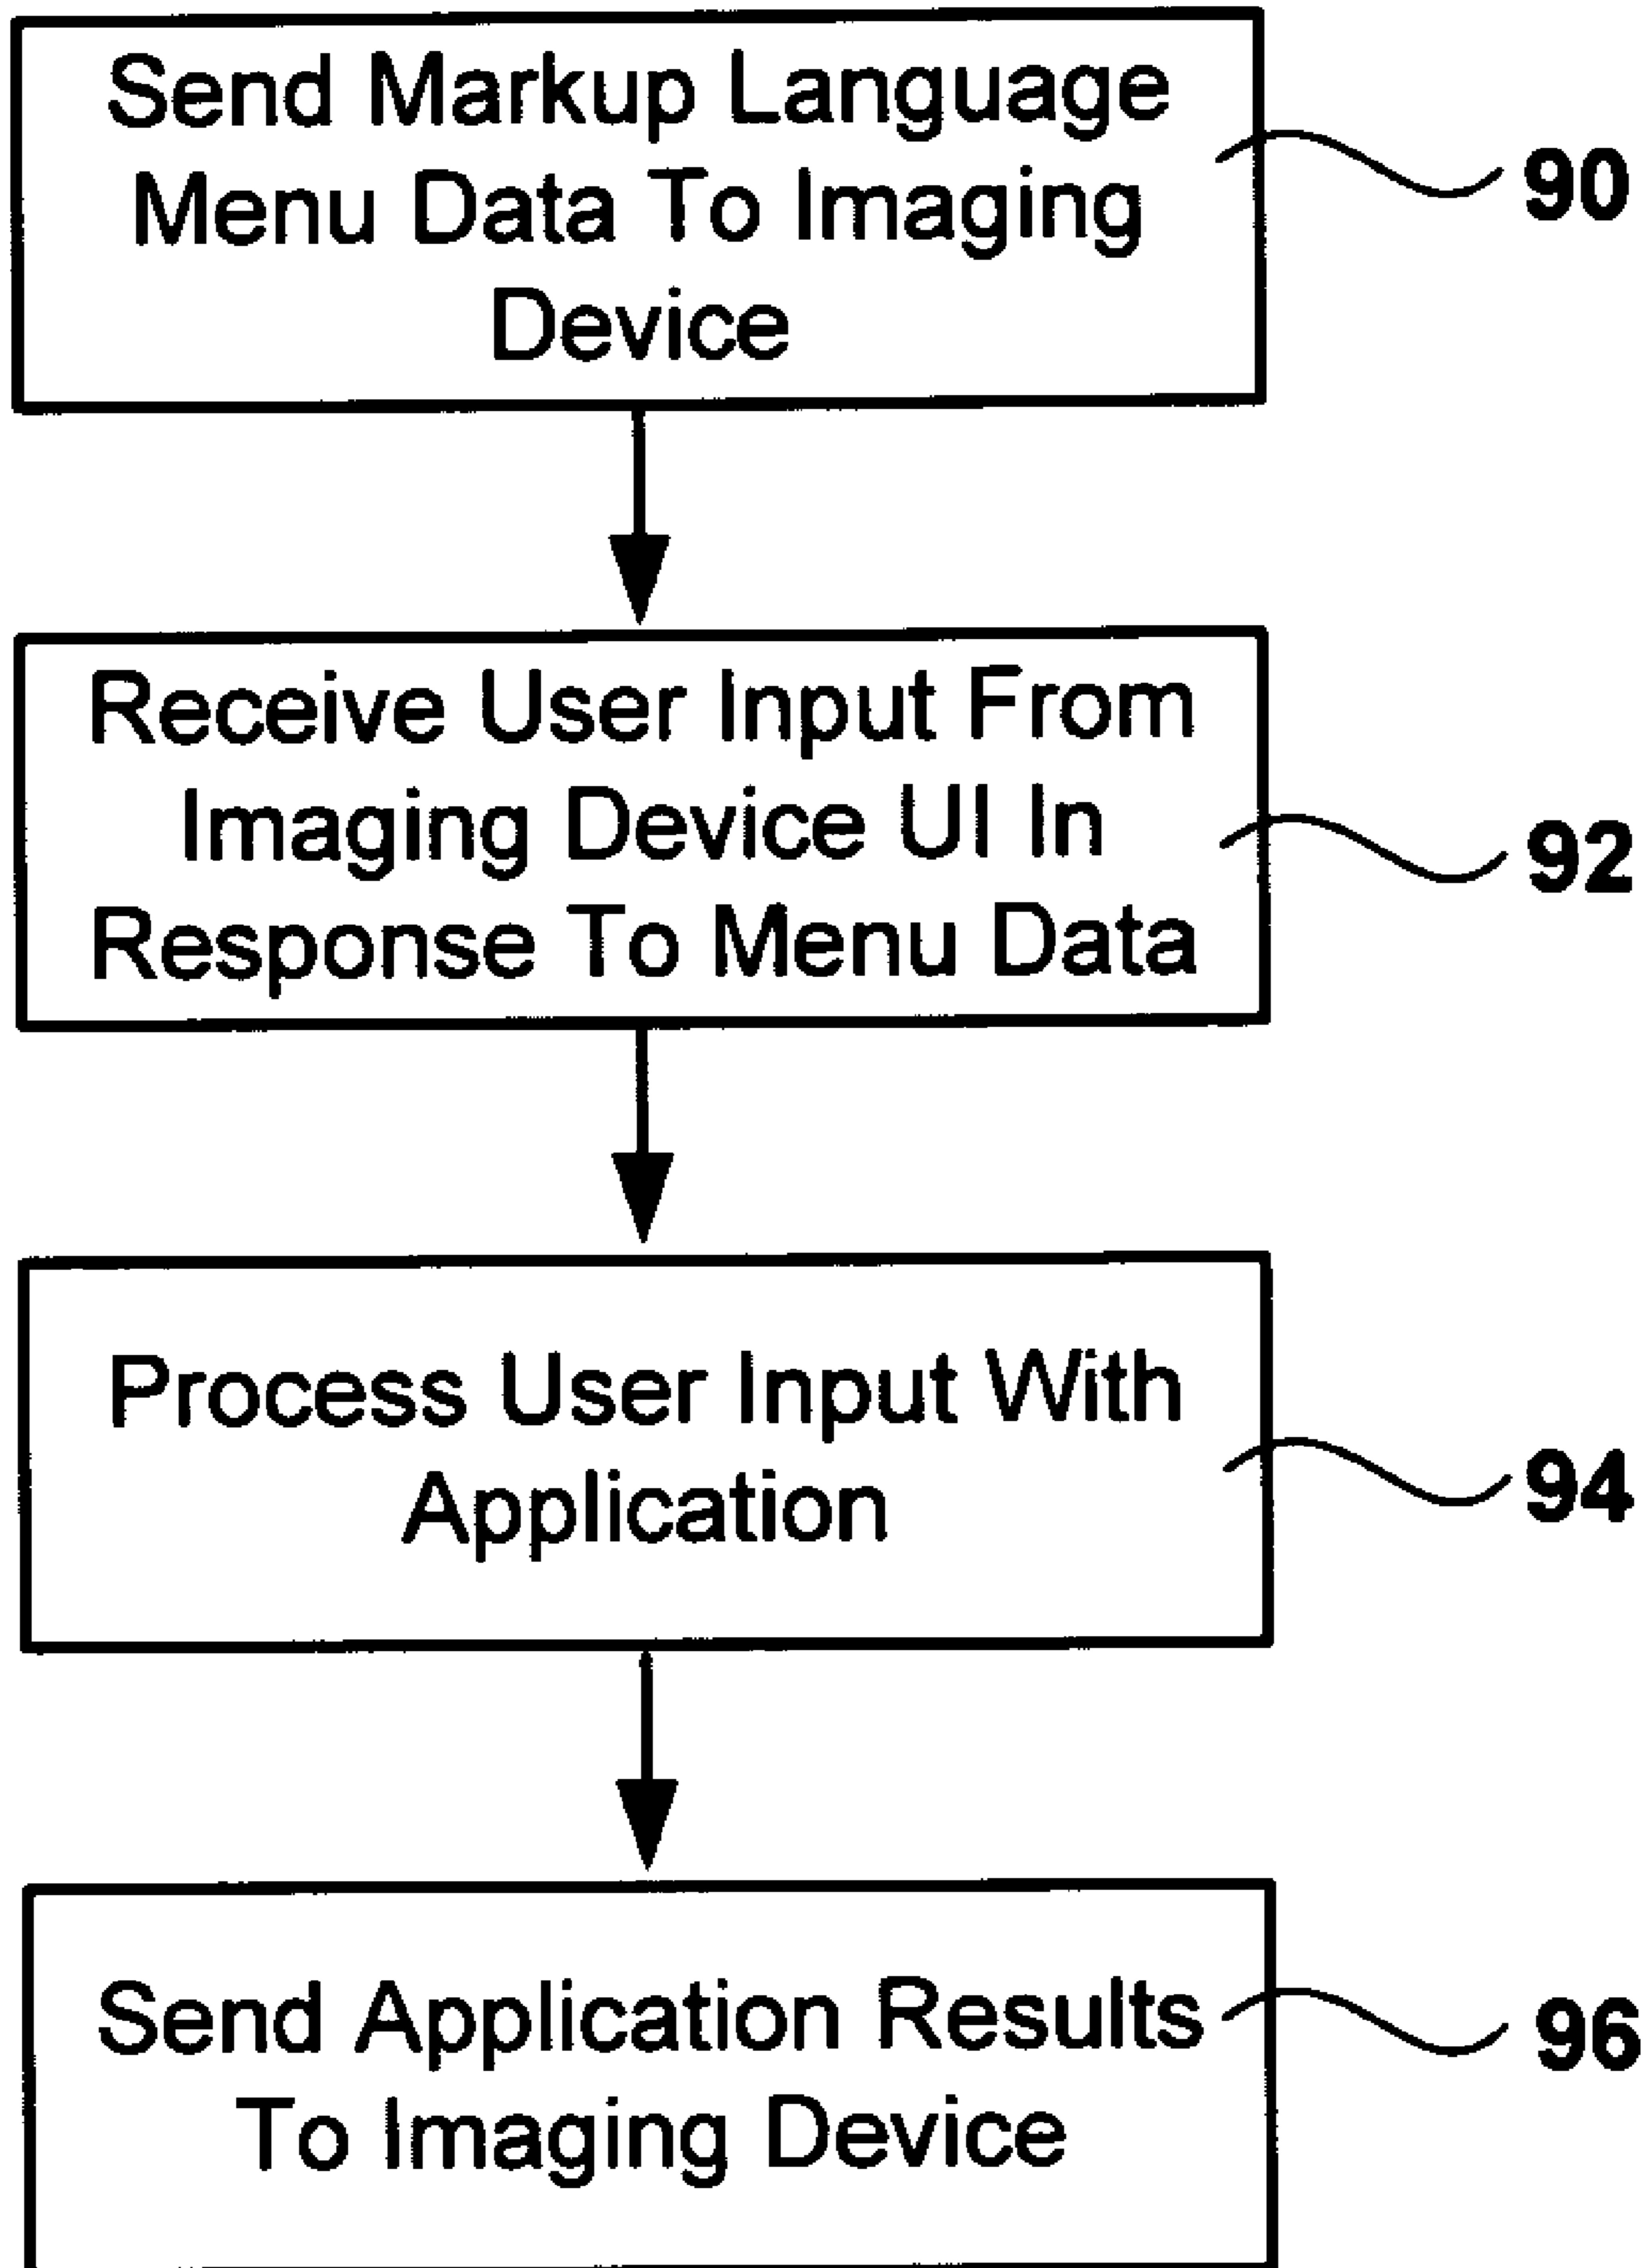 Send Markup Language
Menu Data To Imaging
Device
90
Receive User Input From
Imaging Device UI In
Response To Menu Data
92
Process User Input With
Application
94
Send Application Results
To Imaging Device
96